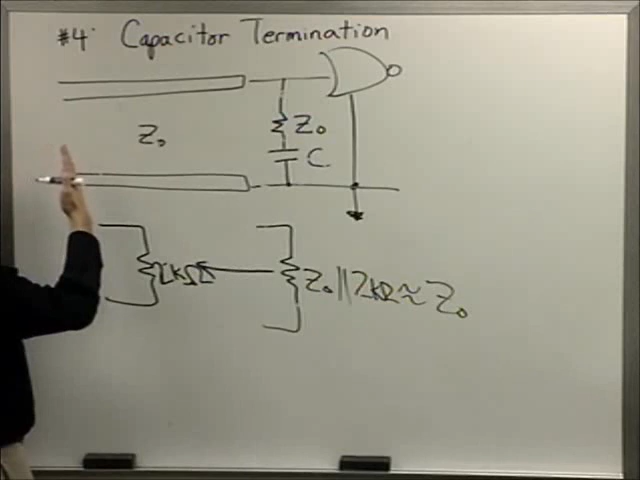 #4: Capacitor Termination
Z₀
Z₀
C
2kΩ
Z₀ || 2kΩ ≈ Z₀